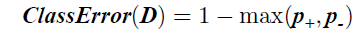 ClassError(D) = 1 − max(p₊,p₋)